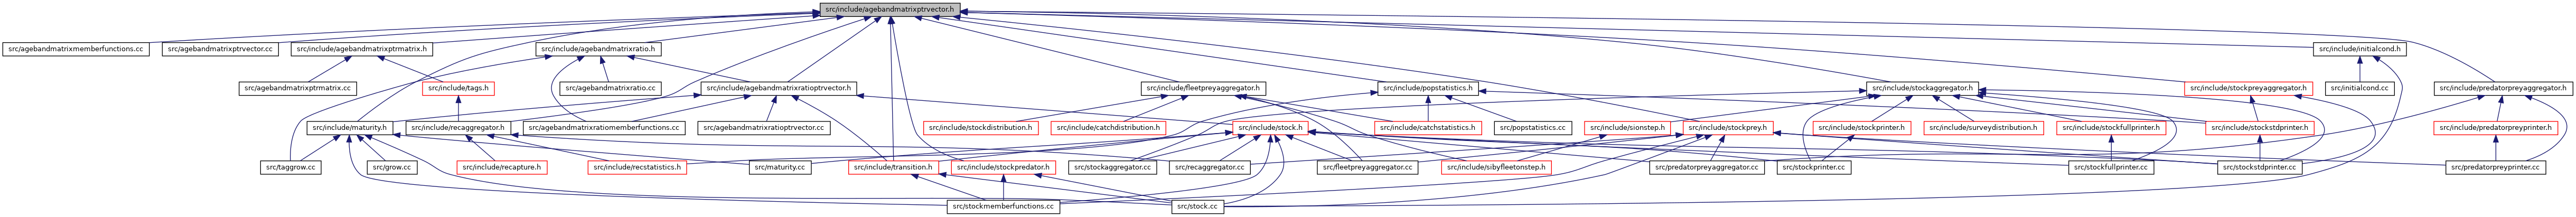 src/include/agebandmatrixptrvector.h
src/agebandmatrixmemberfunctions.cc
src/agebandmatrixptrvector.cc
src/include/agebandmatrixptrmatrix.h
src/include/agebandmatrixratio.h
src/include/initialcond.h
src/agebandmatrixptrmatrix.cc
src/include/tags.h
src/agebandmatrixratio.cc
src/include/agebandmatrixratioptrvector.h
src/include/fleetpreyaggregator.h
src/include/popstatistics.h
src/include/stockaggregator.h
src/include/stockpreyaggregator.h
src/initialcond.cc
src/include/predatorpreyaggregator.h
src/include/maturity.h
src/include/recaggregator.h
src/agebandmatrixratiomemberfunctions.cc
src/agebandmatrixratioptrvector.cc
src/include/stockdistribution.h
src/include/catchdistribution.h
src/include/stock.h
src/include/catchstatistics.h
src/popstatistics.cc
src/include/sionstep.h
src/include/stockprey.h
src/include/stockprinter.h
src/include/surveydistribution.h
src/include/stockfullprinter.h
src/include/stockstdprinter.h
src/include/predatorpreyprinter.h
src/taggrow.cc
src/grow.cc
src/include/recapture.h
src/include/recstatistics.h
src/maturity.cc
src/include/transition.h
src/include/stockpredator.h
src/stockaggregator.cc
src/recaggregator.cc
src/fleetpreyaggregator.cc
src/include/sibyfleetonstep.h
src/predatorpreyaggregator.cc
src/stockprinter.cc
src/stockfullprinter.cc
src/stockstdprinter.cc
src/predatorpreyprinter.cc
src/stockmemberfunctions.cc
src/stock.cc